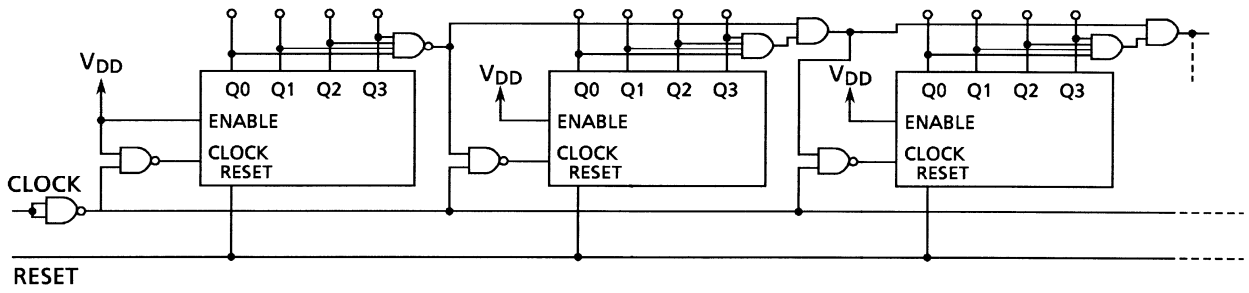 VDD
Q0 Q1 Q2 Q3
ENABLE
CLOCK
RESET
VDD
Q0 Q1 Q2 Q3
ENABLE
CLOCK
RESET
VDD
Q0 Q1 Q2 Q3
ENABLE
CLOCK
RESET
CLOCK
RESET